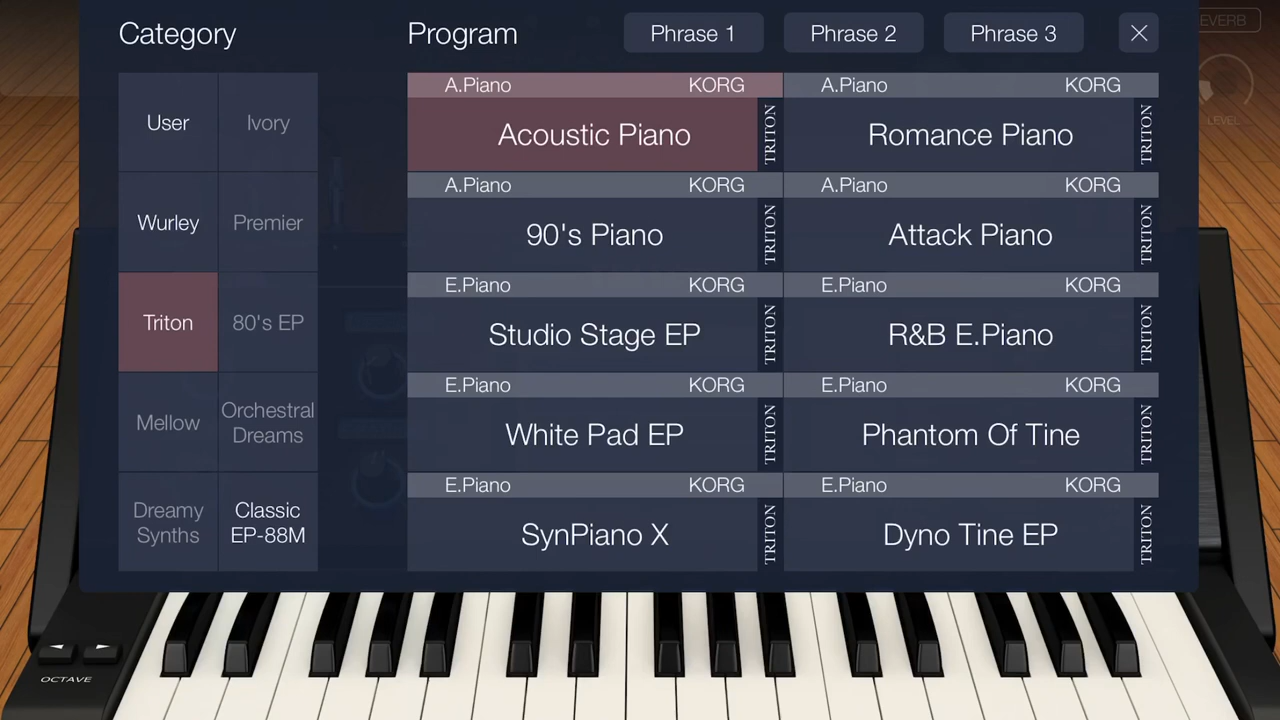 Category
Program
Phrase 1
Phrase 2
Phrase 3
EVERB
LEVEL
User
Ivory
Wurley
Premier
Triton
80's EP
Mellow
Orchestral
Dreams
Dreamy
Synths
Classic
EP-88M
A.Piano KORG
Acoustic Piano
TRITON
A.Piano KORG
Romance Piano
TRITON
A.Piano KORG
90's Piano
TRITON
A.Piano KORG
Attack Piano
TRITON
E.Piano KORG
Studio Stage EP
TRITON
E.Piano KORG
R&B E.Piano
TRITON
E.Piano KORG
White Pad EP
TRITON
E.Piano KORG
Phantom Of Tine
TRITON
E.Piano KORG
SynPiano X
TRITON
E.Piano KORG
Dyno Tine EP
TRITON
OCTAVE